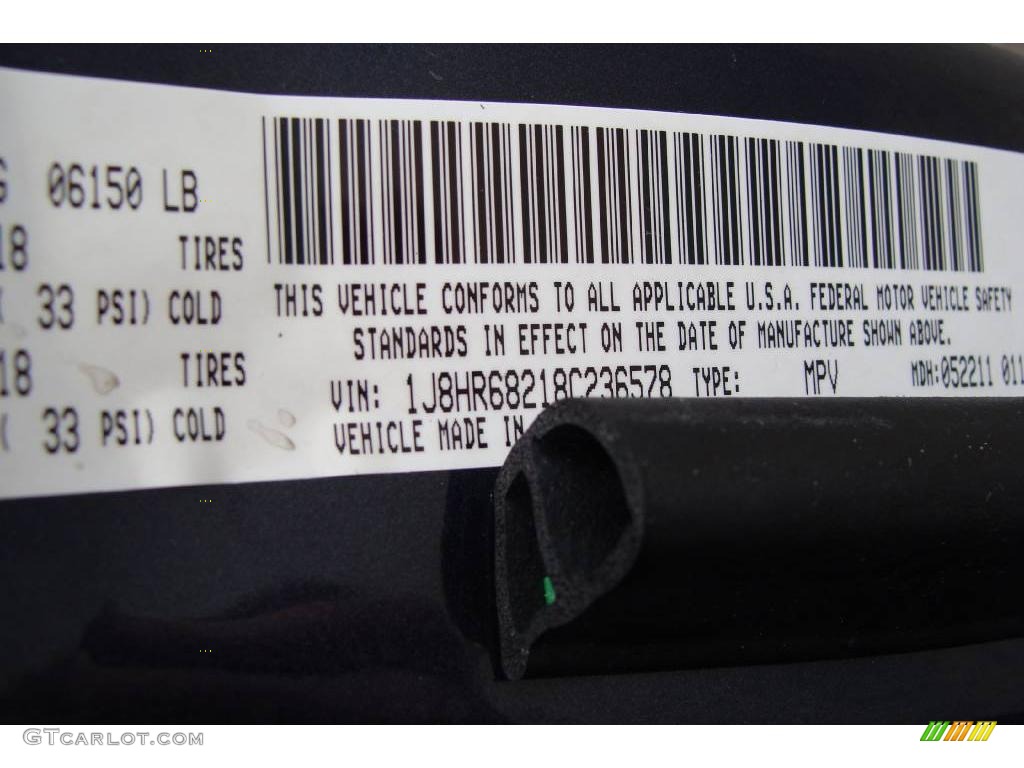 06150 LB
18 TIRES
33 PSI) COLD
18 TIRES
33 PSI) COLD
THIS VEHICLE CONFORMS TO ALL APPLICABLE U.S.A. FEDERAL MOTOR VEHICLE SAFETY
STANDARDS IN EFFECT ON THE DATE OF MANUFACTURE SHOWN ABOVE.
VIN: 1J8HR68218C236578 TYPE: MPV MDH:052211 011
VEHICLE MADE IN
GTCARLOT.COM